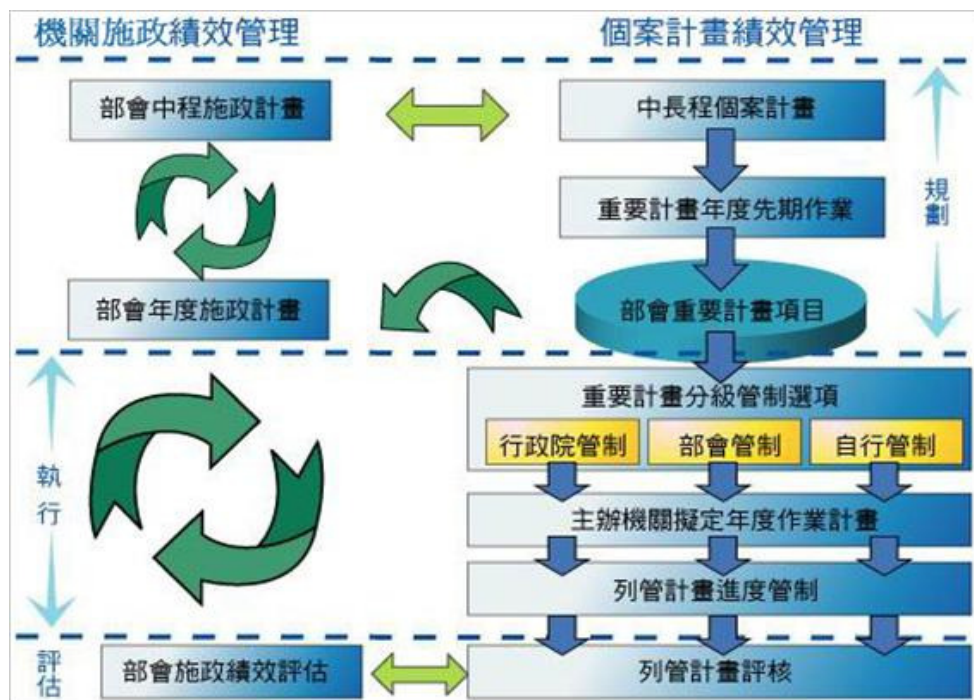 機關施政績效管理
個案計畫績效管理
部會中程施政計畫
中長程個案計畫
重要計畫年度先期作業
規劃
部會年度施政計畫
部會重要計畫項目
重要計畫分級管制選項
行政院管制
部會管制
自行管制
執行
主辦機關擬定年度作業計畫
列管計畫進度管制
評估
部會施政績效評估
列管計畫評核